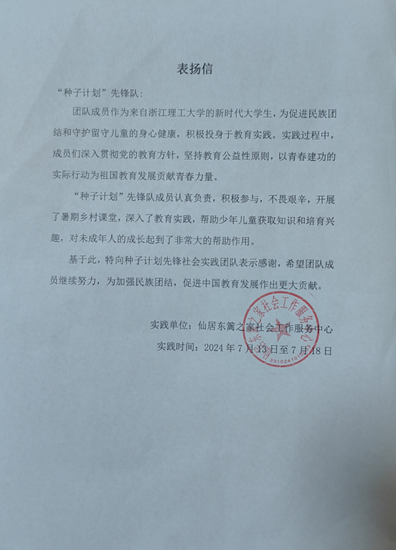 表扬信
“种子计划”先锋队：
团队成员作为来自浙江理工大学的新时代大学生，为促进民族团
结和守护留守儿童的身心健康，积极投身于教育实践。实践过程中，
成员们深入贯彻党的教育方针，坚持教育公益性原则，以青春建功的
实际行动为祖国教育发展贡献青春力量。
“种子计划”先锋队成员认真负责，积极参与，不畏艰辛，开展
了暑期乡村课堂，深入了教育实践，帮助少年儿童获取知识和培育兴
趣，对未成年人的成长起到了非常大的帮助作用。
基于此，特向种子计划先锋社会实践团队表示感谢，希望团队成
员继续努力，为加强民族团结，促进中国教育发展作出更大贡献。
实践单位：仙居东篱之家社会工作服务中心
实践时间：2024年7月13日至7月18日